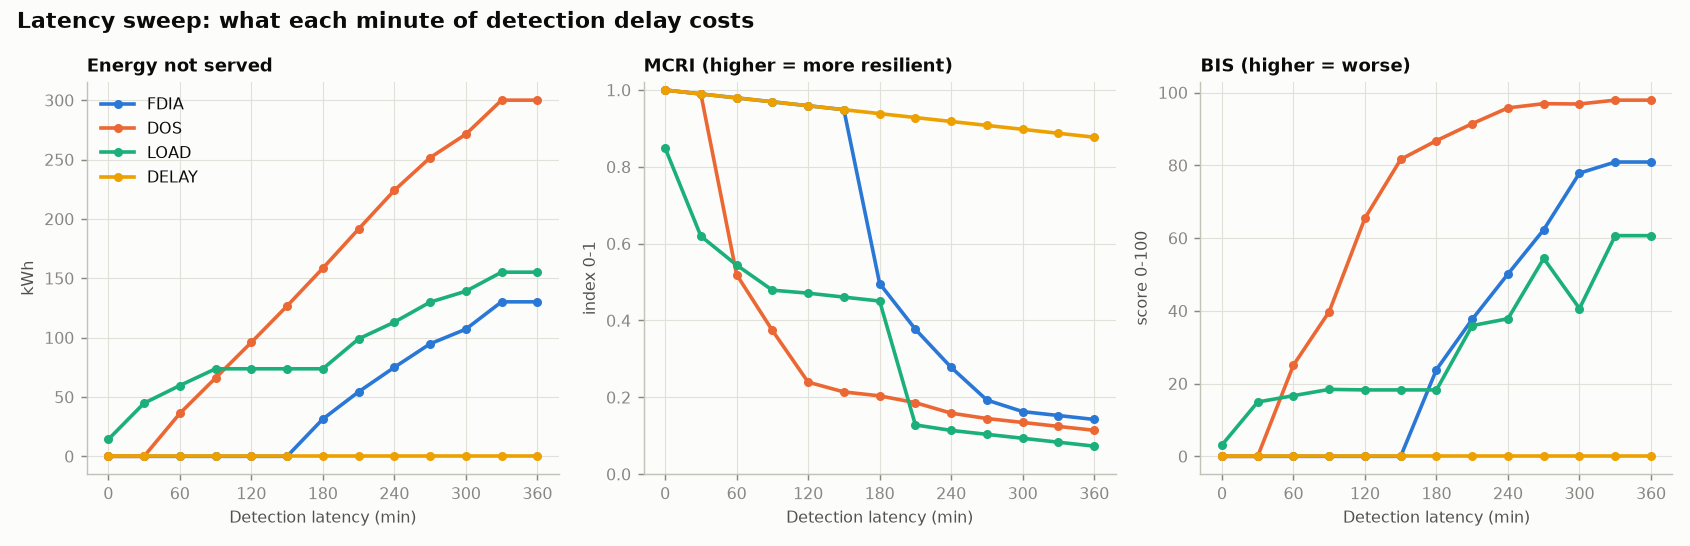 Latency sweep: what each minute of detection delay costs
Energy not served
FDIA
DOS
LOAD
DELAY
300
250
200
150
100
50
0
kWh
0 60 120 180 240 300 360
Detection latency (min)
MCRI (higher = more resilient)
1.0
0.8
0.6
0.4
0.2
0.0
index 0-1
0 60 120 180 240 300 360
Detection latency (min)
BIS (higher = worse)
100
80
60
40
20
0
score 0-100
0 60 120 180 240 300 360
Detection latency (min)